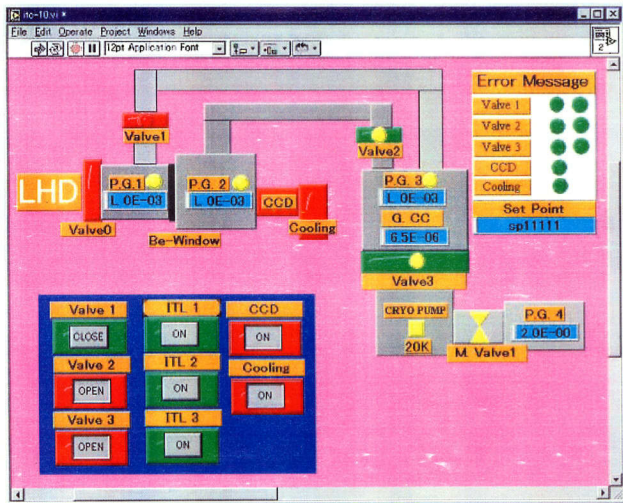 itc-10.vi *
File Edit Operate Project Windows Help
12pt Application Font
2
Error Message
Valve 1
Valve 2
Valve 3
CCD
Cooling
Set Point
sp11111
Valve1
Valve2
LHD
P.G.1
L 0E-03
P.G. 2
L 0E-03
CCD
Cooling
Valve0
Be-Window
P.G. 3
L 0E-03
G. CC
6.5E-06
Valve3
CRYO PUMP
20K
M. Valve1
P.G. 4
2.0E-00
Valve 1
CLOSE
ITL 1
ON
CCD
ON
Valve 2
OPEN
ITL 2
ON
Cooling
ON
Valve 3
OPEN
ITL 3
ON